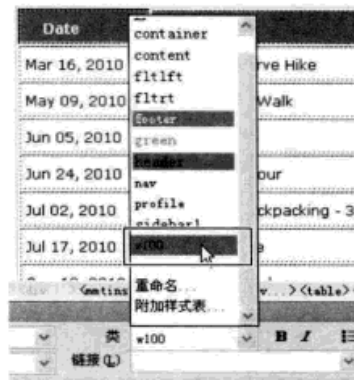 Date
container
Mar 16, 2010
rve Hike
content
fltlft
May 09, 2010
Walk
fltrt
footer
Jun 05, 2010
green
header
Jun 24, 2010
our
nav
Jul 02, 2010
profile
ckpacking - 3
sidebar1
Jul 17, 2010
w100
e
重命名...
<mmtins
v...><table>
附加样式表...
类
w100
B I
链接(L)